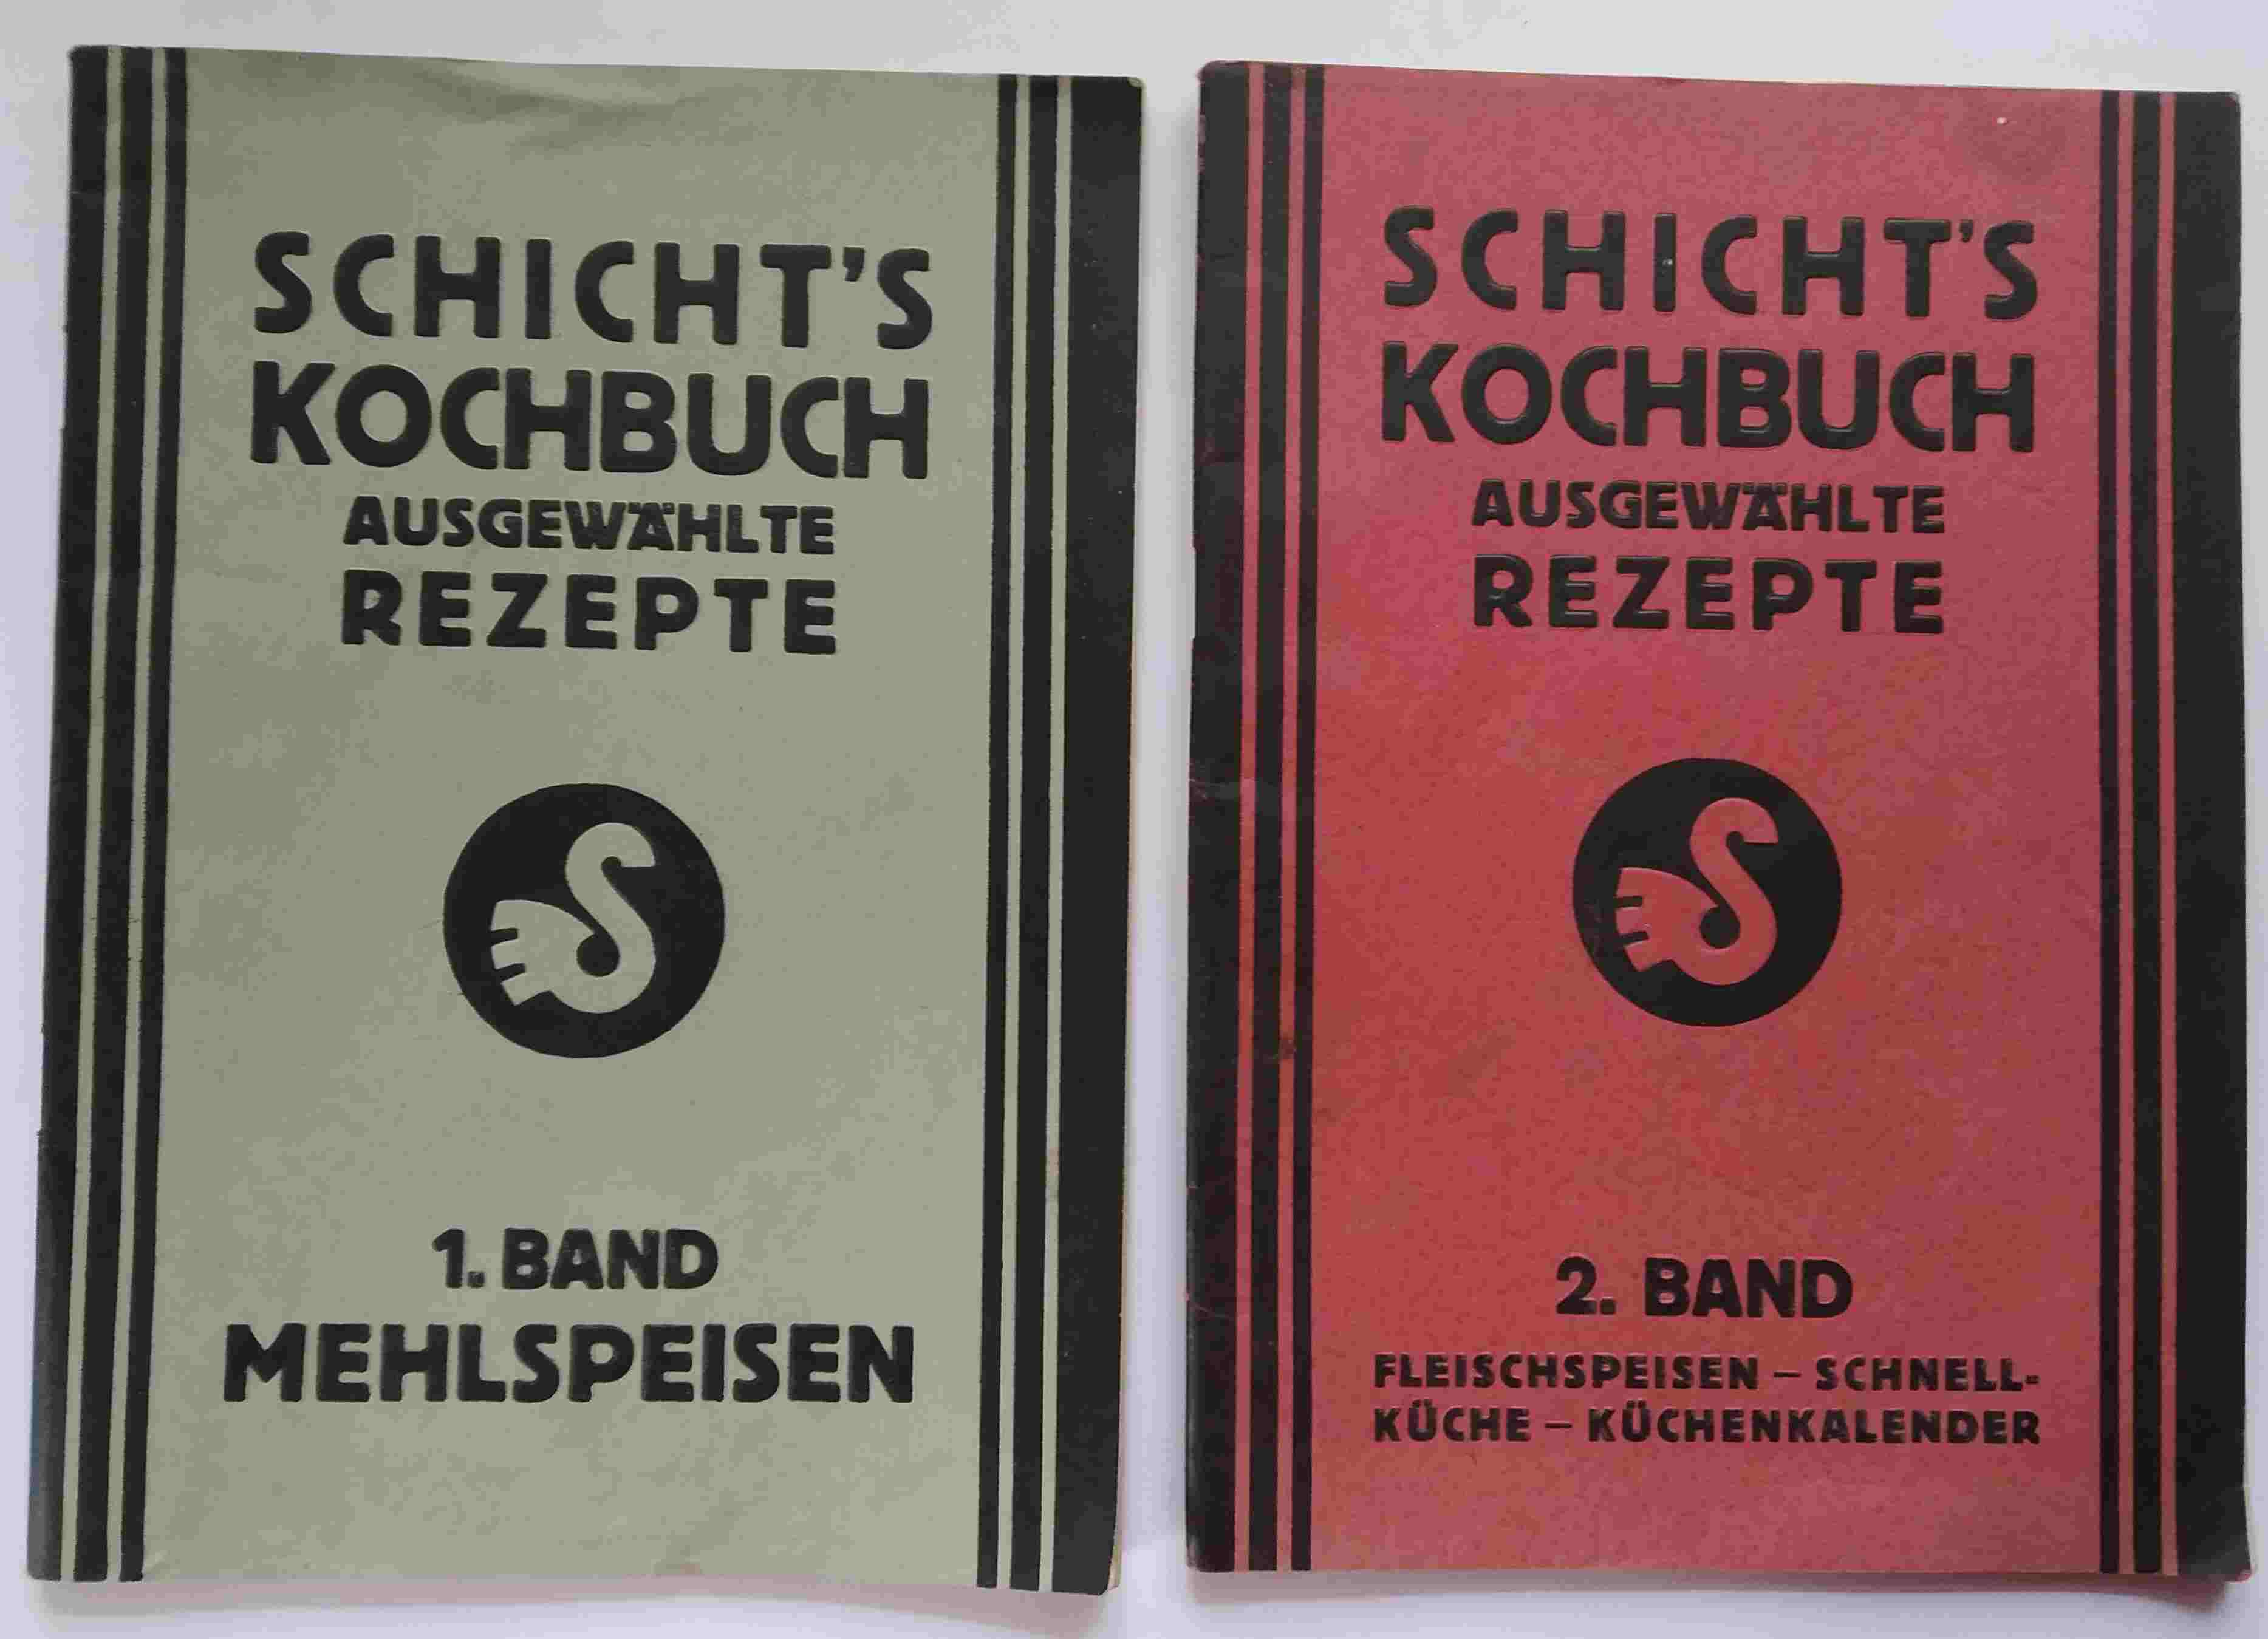 SCHICHT'S
KOCHBUCH
AUSGEWÄHLTE
REZEPTE
1. BAND
MEHLSPEISEN
SCHICHT'S
KOCHBUCH
AUSGEWÄHLTE
REZEPTE
2. BAND
FLEISCHSPEISEN – SCHNELL-
KÜCHE – KÜCHENKALENDER